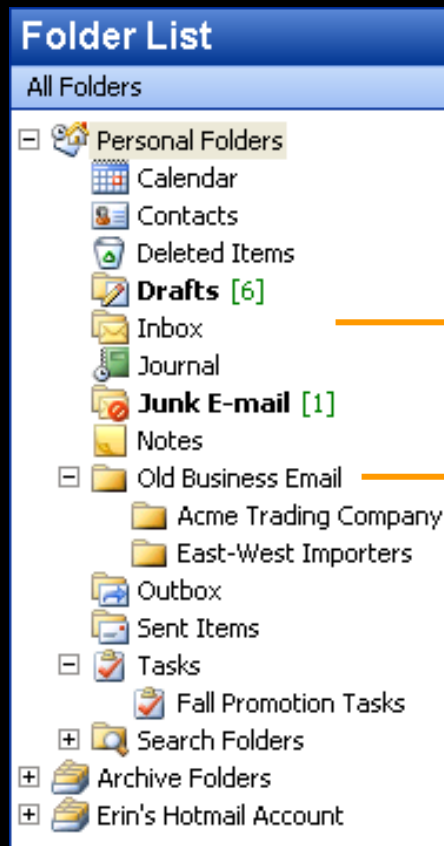 Folder List
All Folders
Personal Folders
Calendar
Contacts
Deleted Items
Drafts [6]
Inbox
Journal
Junk E-mail [1]
Notes
Old Business Email
Acme Trading Company
East-West Importers
Outbox
Sent Items
Tasks
Fall Promotion Tasks
Search Folders
Archive Folders
Erin's Hotmail Account